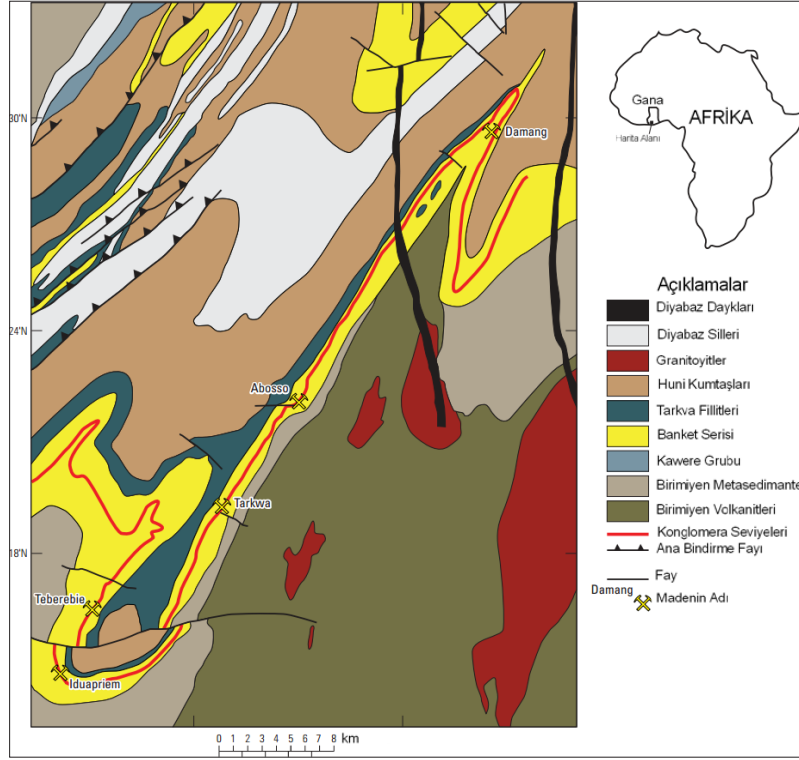 30'N
24'N
18'N
Damang
Abosso
Tarkwa
Teberebie
Iduapriem
0 1 2 3 4 5 6 7 8 km
Gana
Harita Alanı
AFRİKA
Açıklamalar
Diyabaz Daykları
Diyabaz Silleri
Granitoyitler
Huni Kumtaşları
Tarkva Fillitleri
Banket Serisi
Kawere Grubu
Birimiyen Metasedimante
Birimiyen Volkanitleri
Konglomera Seviyeleri
Ana Bindirme Fayı
Fay
Damang
Madenin Adı